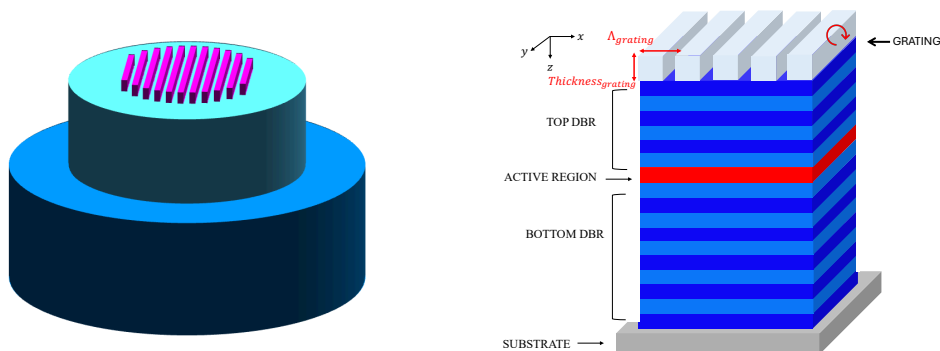 x
y
z
Λgrating
Thicknessgrating
GRATING
TOP DBR
ACTIVE REGION
BOTTOM DBR
SUBSTRATE